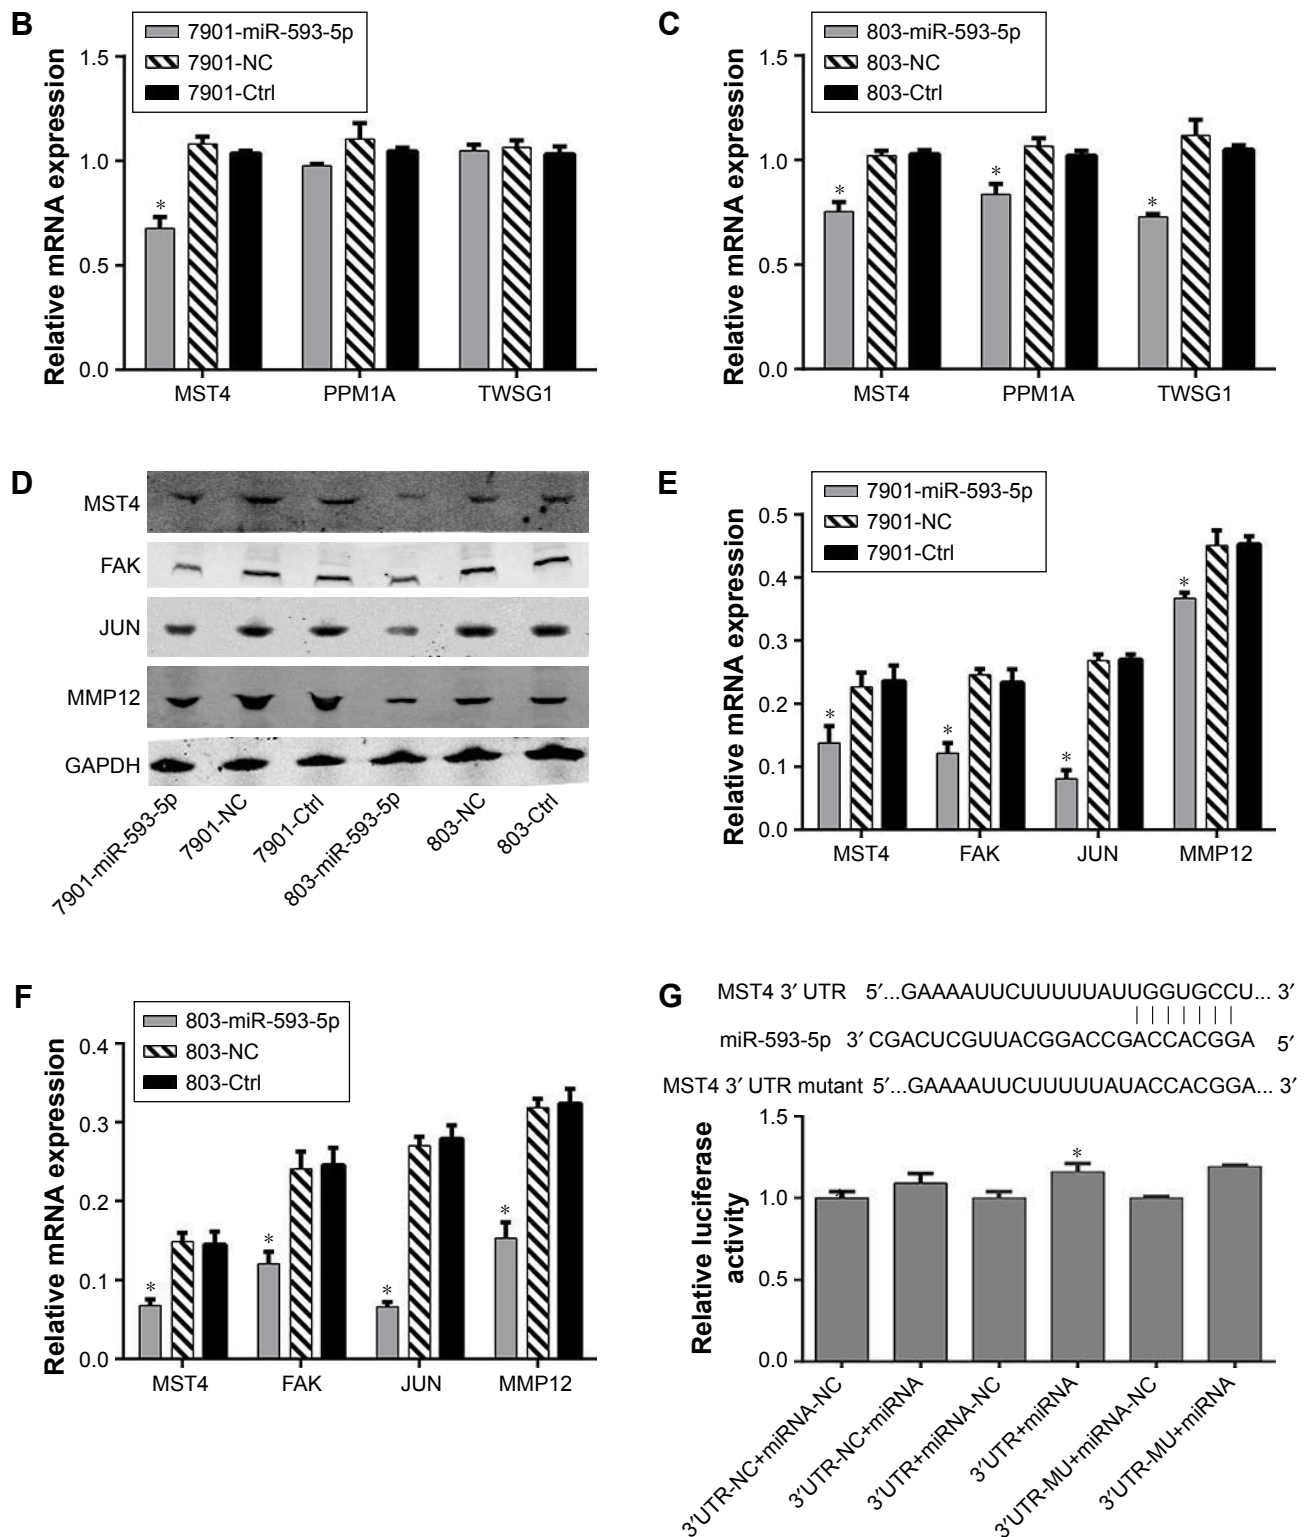 B
7901-miR-593-5p
7901-NC
7901-Ctrl
Relative mRNA expression
1.5
1.0
0.5
0.0
*
MST4
PPM1A
TWSG1
C
803-miR-593-5p
803-NC
803-Ctrl
Relative mRNA expression
1.5
1.0
0.5
0.0
*
*
*
MST4
PPM1A
TWSG1
D
MST4
FAK
JUN
MMP12
GAPDH
7901-miR-593-5p
7901-NC
7901-Ctrl
803-miR-593-5p
803-NC
803-Ctrl
E
7901-miR-593-5p
7901-NC
7901-Ctrl
Relative mRNA expression
0.5
0.4
0.3
0.2
0.1
0.0
*
*
*
*
MST4
FAK
JUN
MMP12
F
803-miR-593-5p
803-NC
803-Ctrl
Relative mRNA expression
0.4
0.3
0.2
0.1
0.0
*
*
*
*
MST4
FAK
JUN
MMP12
G
MST4 3′ UTR 5′...GAAAAUUCUUUUUAUUGGUGCCU... 3′
miR-593-5p 3′ CGACUCGUUACGGACCGACCACGGA 5′
MST4 3′ UTR mutant 5′...GAAAAUUCUUUUUAUACCACGGA... 3′
Relative luciferase
activity
1.5
1.0
0.5
0.0
*
3′UTR-NC+miRNA-NC
3′UTR-NC+miRNA
3′UTR+miRNA-NC
3′UTR+miRNA
3′UTR-MU+miRNA-NC
3′UTR-MU+miRNA